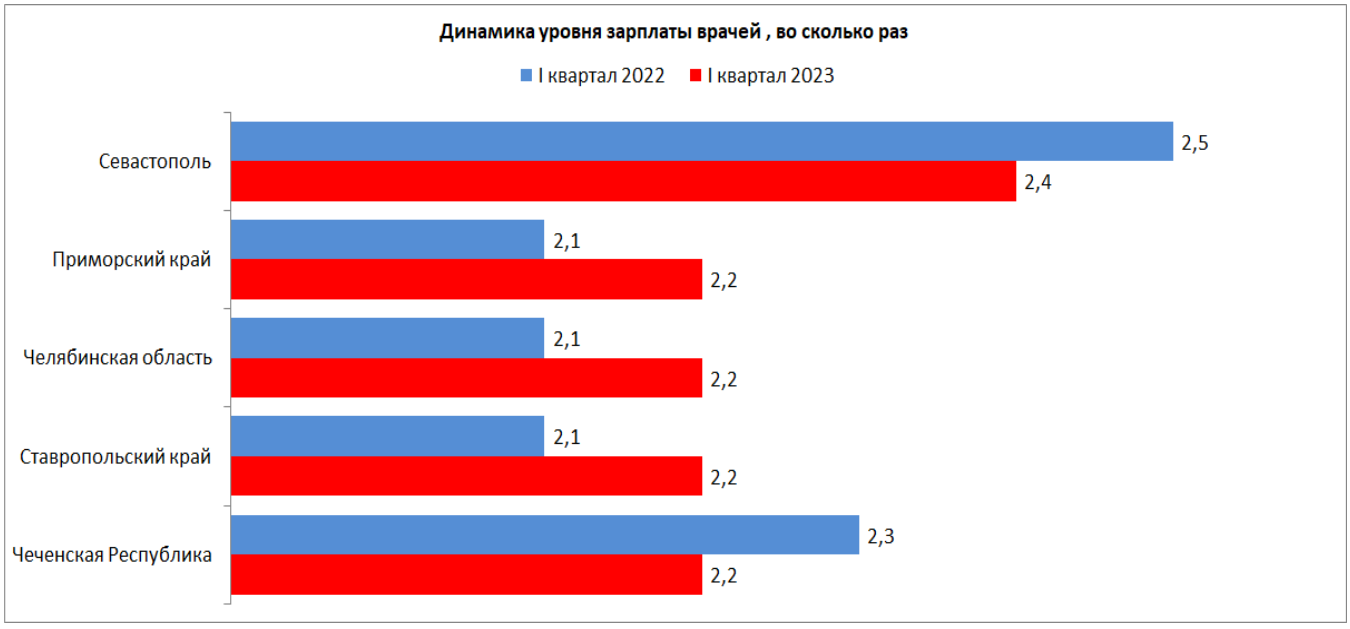 Динамика уровня зарплаты врачей , во сколько раз
I квартал 2022 I квартал 2023
Севастополь
2,5
2,4
Приморский край
2,1
2,2
Челябинская область
2,1
2,2
Ставропольский край
2,1
2,2
Чеченская Республика
2,3
2,2